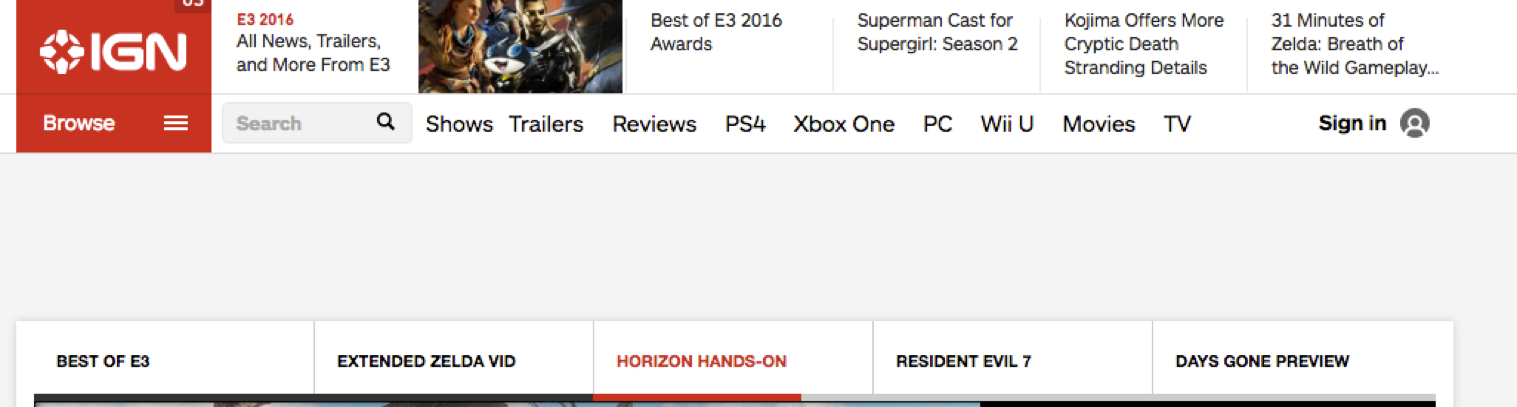 IGN
E3 2016
All News, Trailers,
and More From E3
Best of E3 2016
Awards
Superman Cast for
Supergirl: Season 2
Kojima Offers More
Cryptic Death
Stranding Details
31 Minutes of
Zelda: Breath of
the Wild Gameplay...
Browse
Search
Shows Trailers Reviews PS4 Xbox One PC Wii U Movies TV
Sign in
BEST OF E3
EXTENDED ZELDA VID
HORIZON HANDS-ON
RESIDENT EVIL 7
DAYS GONE PREVIEW